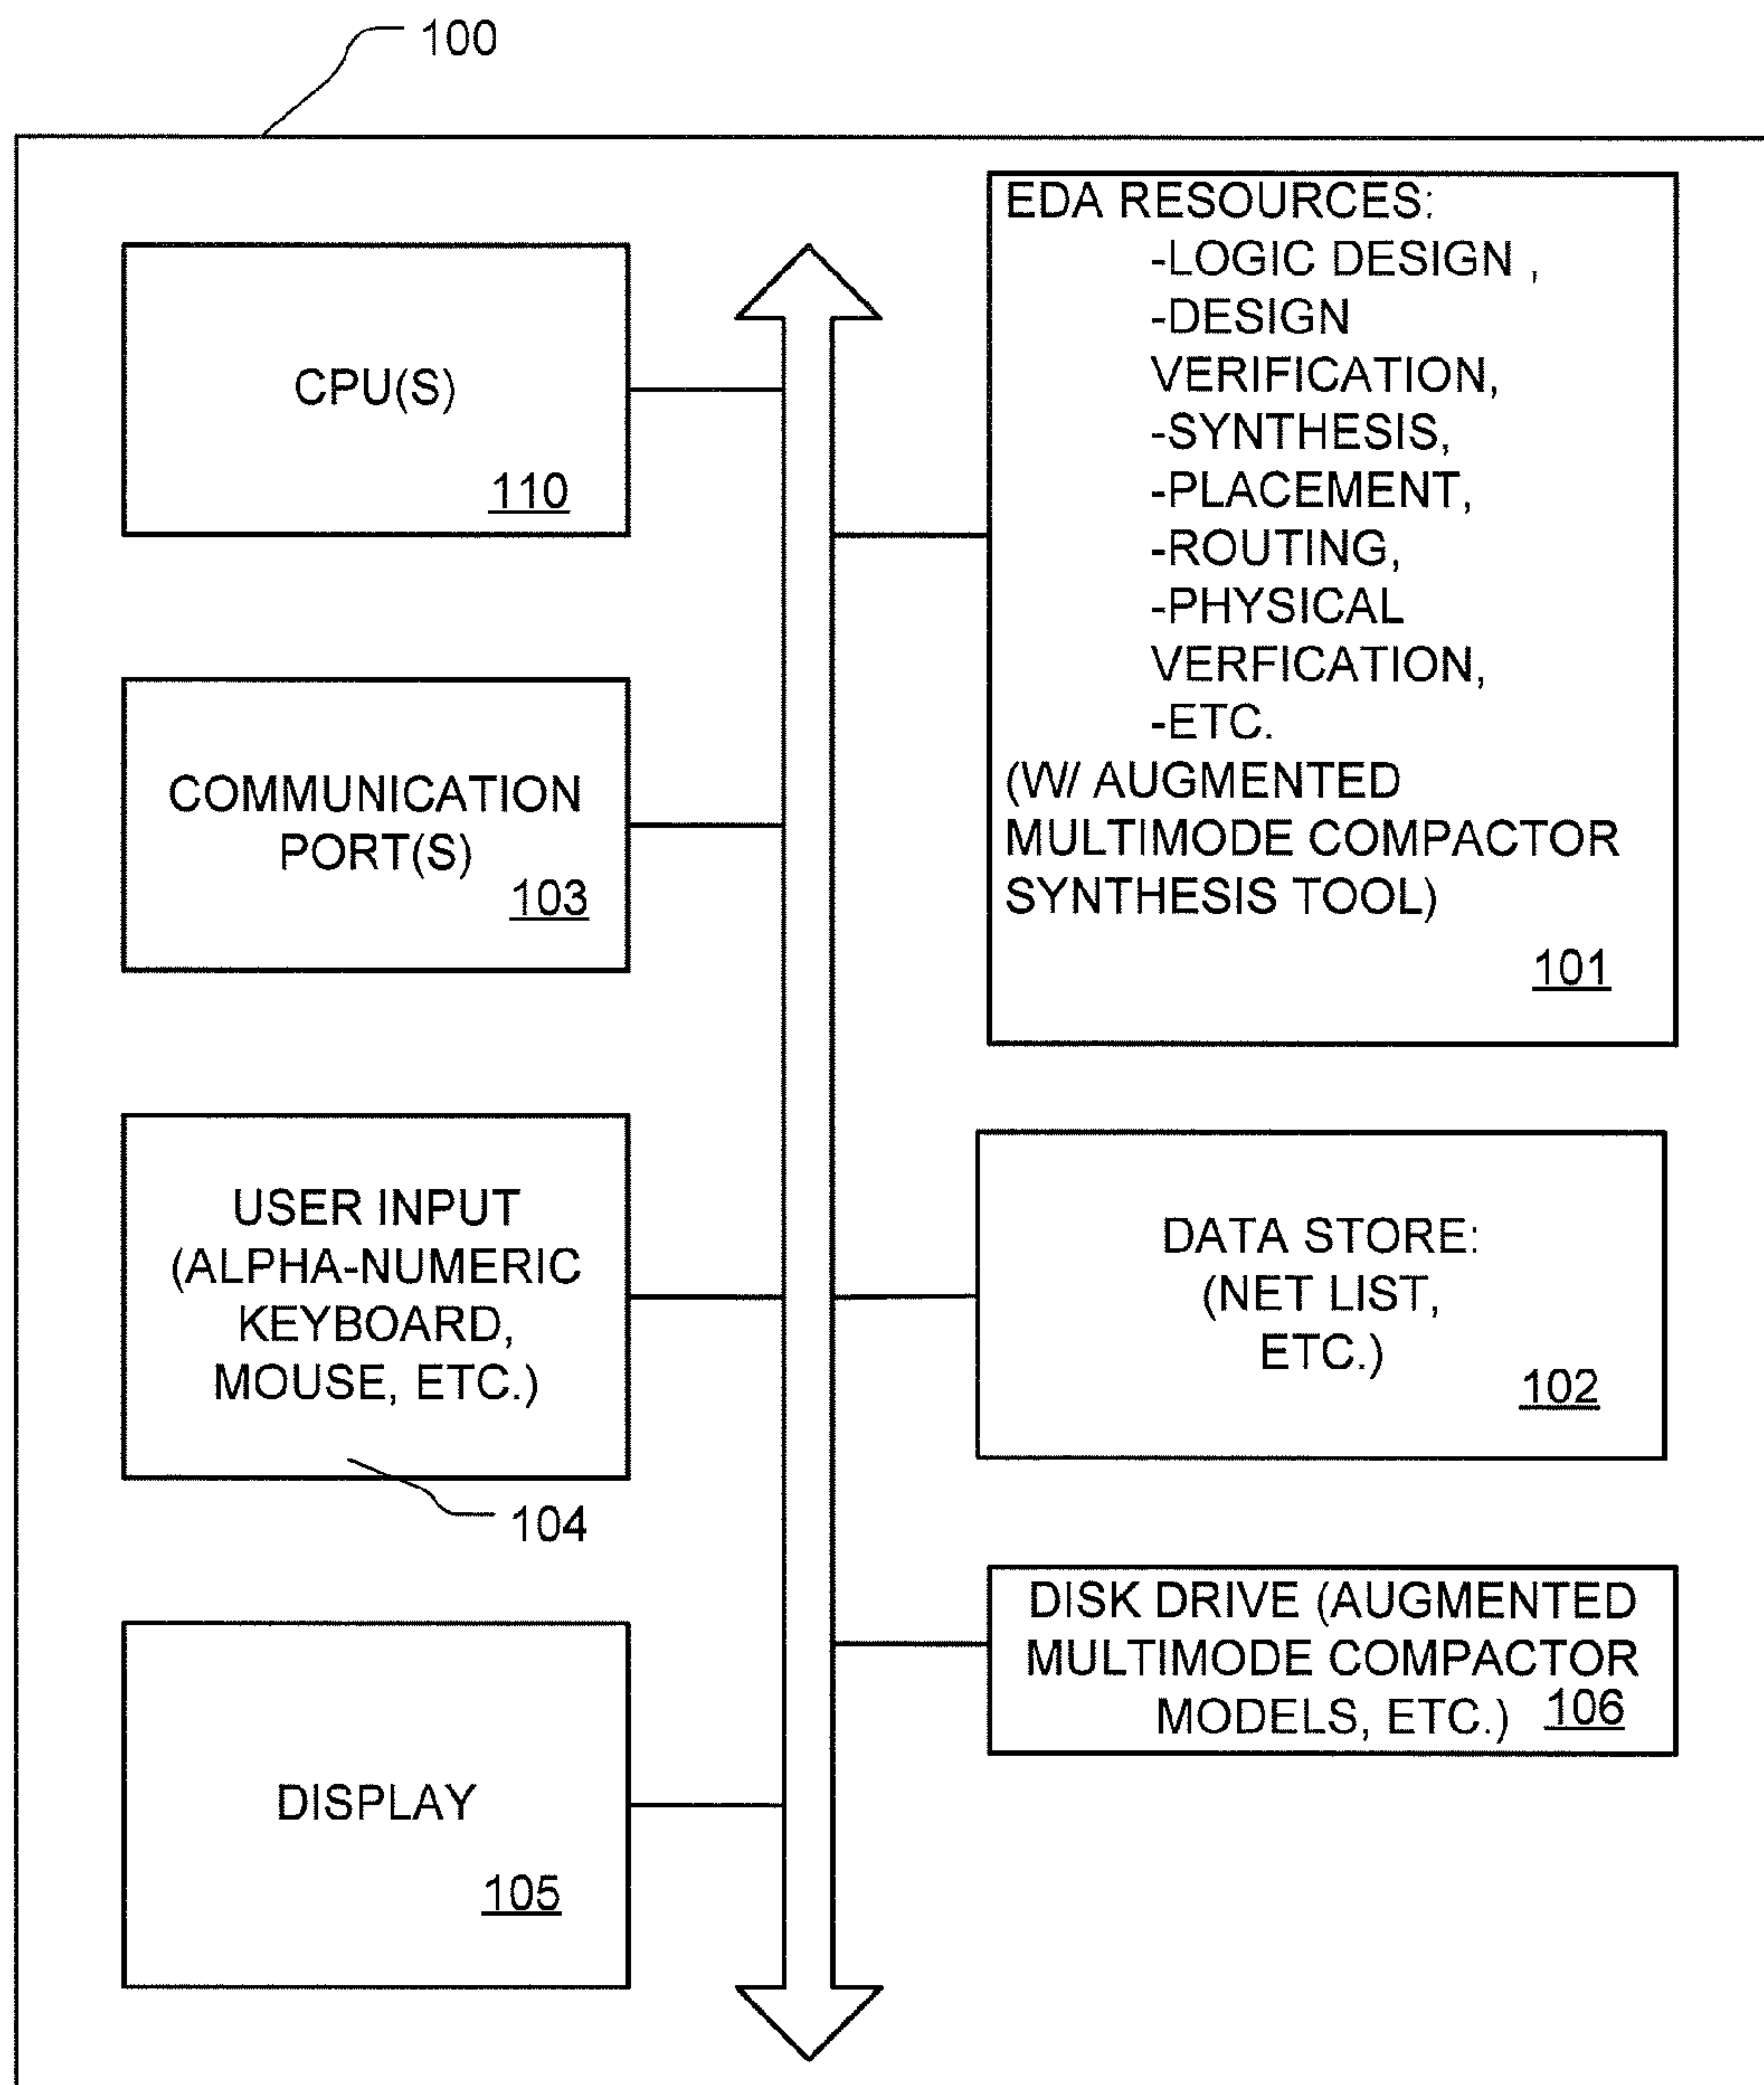 100
CPU(S)
110
COMMUNICATION
PORT(S)
103
USER INPUT
(ALPHA-NUMERIC
KEYBOARD,
MOUSE, ETC.)
104
DISPLAY
105
EDA RESOURCES:
-LOGIC DESIGN ,
-DESIGN
VERIFICATION,
-SYNTHESIS,
-PLACEMENT,
-ROUTING,
-PHYSICAL
VERFICATION,
-ETC.
(W/ AUGMENTED
MULTIMODE COMPACTOR
SYNTHESIS TOOL)
101
DATA STORE:
(NET LIST,
ETC.)
102
DISK DRIVE (AUGMENTED
MULTIMODE COMPACTOR
MODELS, ETC.) 106